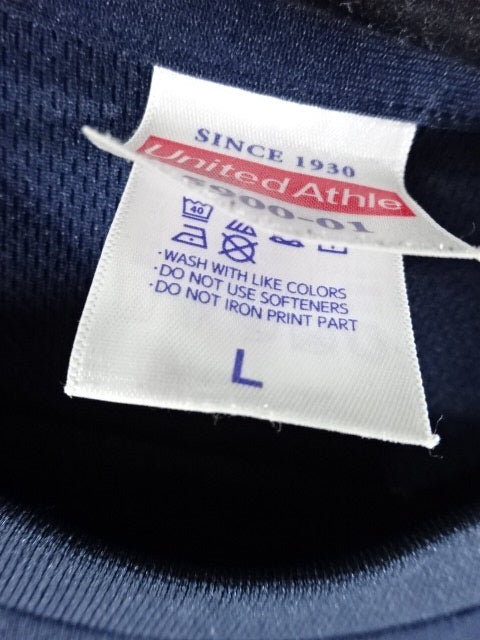 SINCE 1930
United Athle
5900-01
40
·WASH WITH LIKE COLORS
·DO NOT USE SOFTENERS
·DO NOT IRON PRINT PART
L